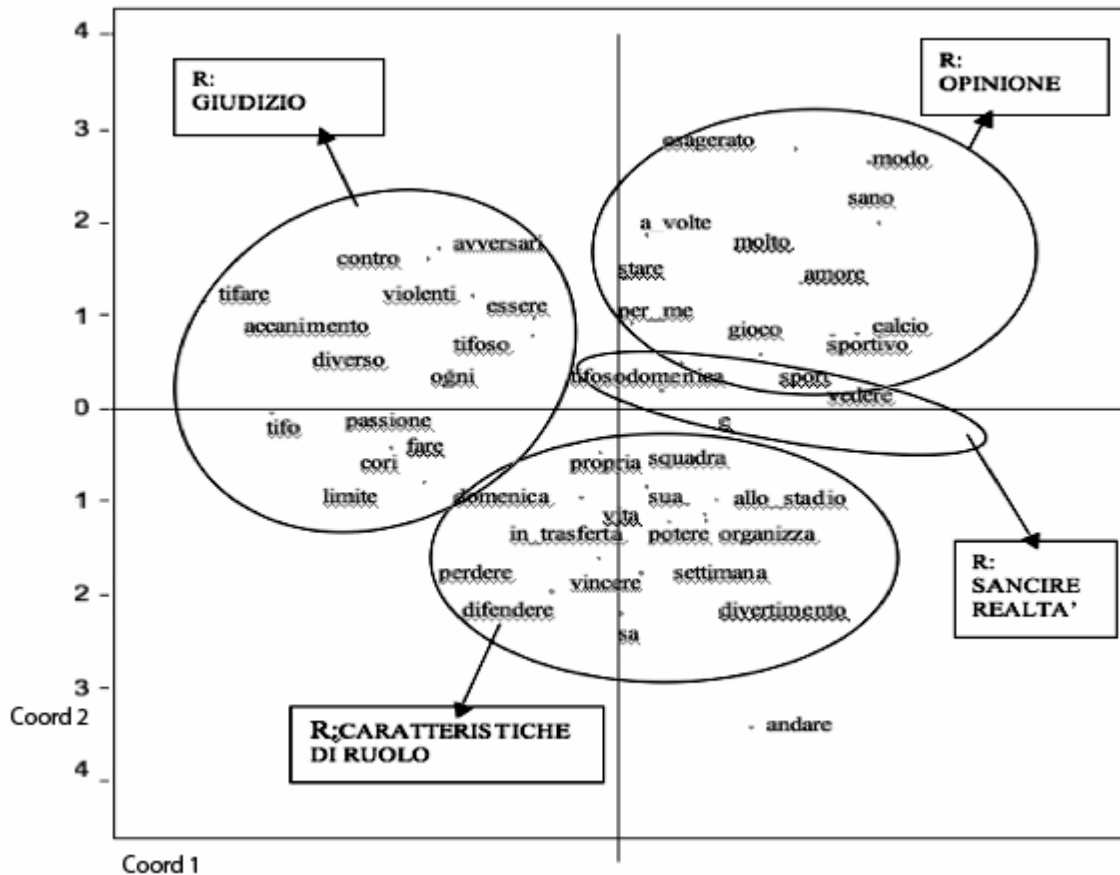 4
R:
GIUDIZIO
R:
OPINIONE
3
esagerato
modo
sano
2
a_volte
avversari
molto
contro
stare
amore
tifare
violenti
essere
per_me
1
accanimento
gioco
calcio
tifoso
sportivo
diverso
ogni
tifosodomenica
sport
vedere
0
tifo
passione
e
fare
cori
propria
squadra
limite
domenica
sua
allo_stadio
1
vita
in_trasferta
potere
organizza
perdere
vincere
settimana
R:
SANCIRE
REALTA’
2
difendere
divertimento
sa
3
Coord 2
R;CARATTERISTICHE
DI RUOLO
andare
4
Coord 1